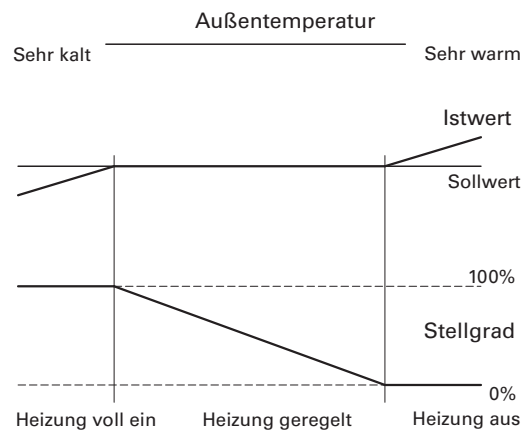 Außentemperatur
Sehr kalt
Sehr warm
Istwert
Sollwert
100%
Stellgrad
0%
Heizung voll ein
Heizung geregelt
Heizung aus